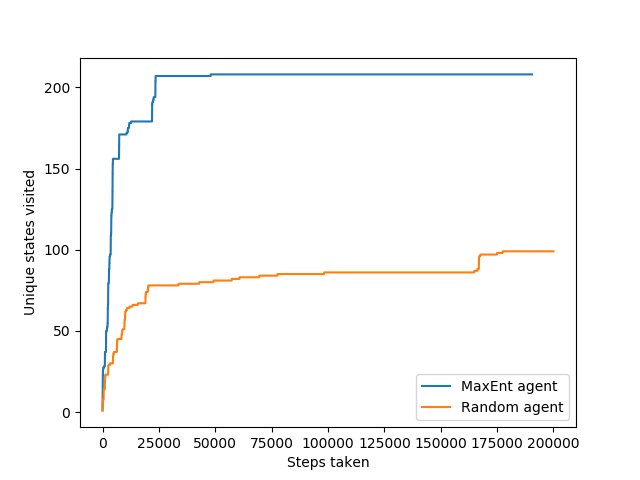 200
150
100
50
0
Unique states visited
MaxEnt agent
Random agent
0 25000 50000 75000 100000 125000 150000 175000 200000
Steps taken